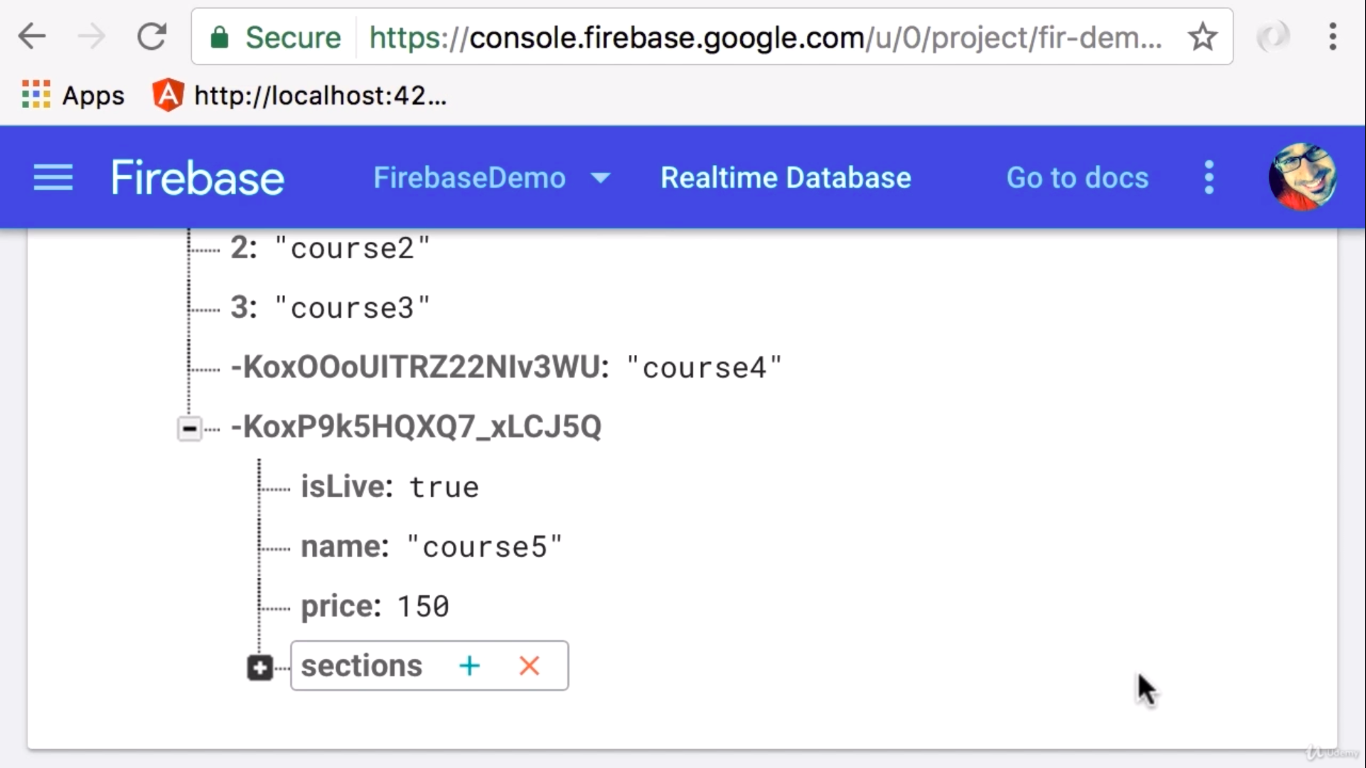 Secure https://console.firebase.google.com/u/0/project/fir-dem...
Apps http://localhost:42...
Firebase FirebaseDemo Realtime Database Go to docs
2: "course2"
3: "course3"
-KoxOOoUITRZ22NIv3WU: "course4"
-KoxP9k5HQXQ7_xLCJ5Q
isLive: true
name: "course5"
price: 150
sections
Udemy